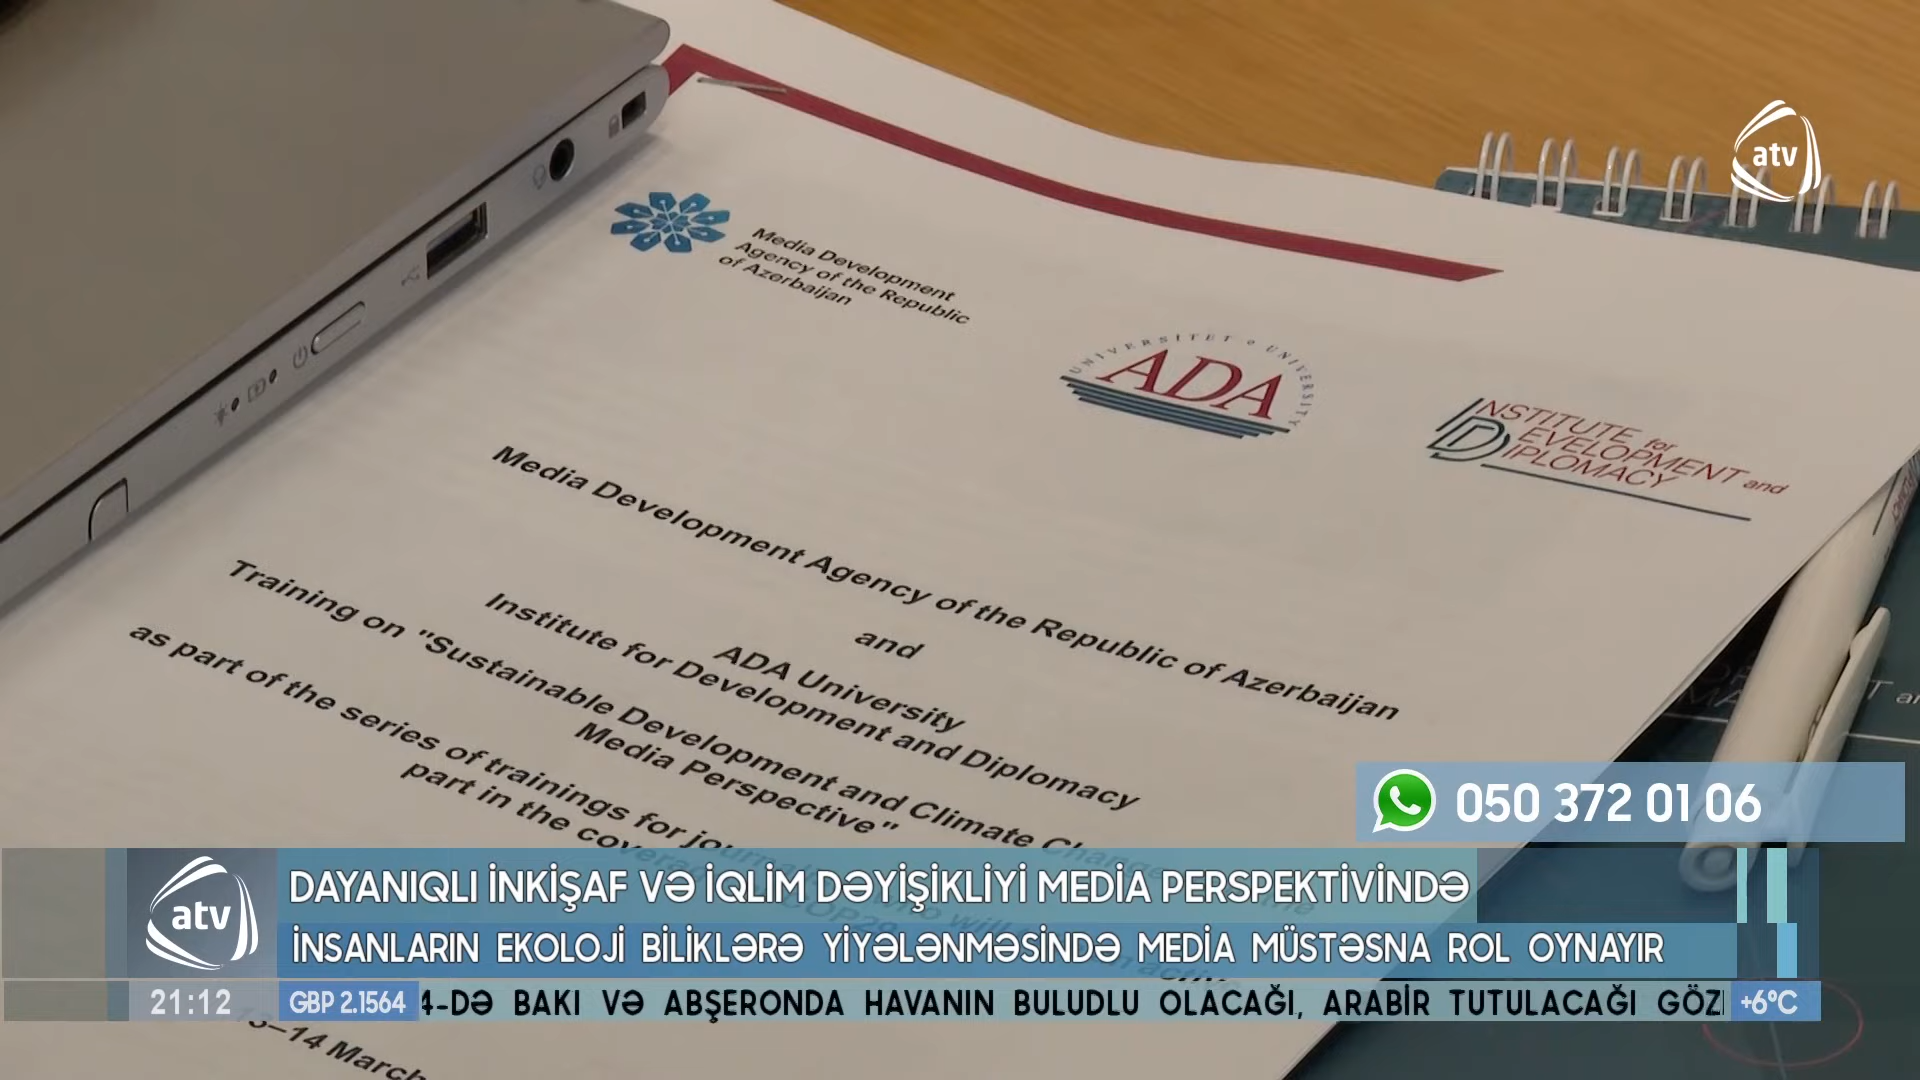 atv
Media Development
Agency of the Republic
of Azerbaijan
UNIVERSITET UNIVERSITY
ADA
INSTITUTE for
DEVELOPMENT and
DIPLOMACY
Media Development Agency of the Republic of Azerbaijan
and
ADA University
Institute for Development and Diplomacy
Training on "Sustainable Development and Climate Change
Media Perspective"
as part of the series of trainings for
part in the
13–14 March
050 372 01 06
atv
DAYANIQLI İNKİŞAF VƏ İQLİM DƏYİŞİKLİYİ MEDİA PERSPEKTİVİNDƏ
İNSANLARIN EKOLOJİ BİLİKLƏRƏ YİYƏLƏNMƏSİNDƏ MEDİA MÜSTƏSNA ROL OYNAYIR
21:12
GBP 2.1564
4-DƏ BAKI VƏ ABŞERONDA HAVANIN BULUDLU OLACAĞI, ARABİR TUTULACAĞI GÖZ
+6°C